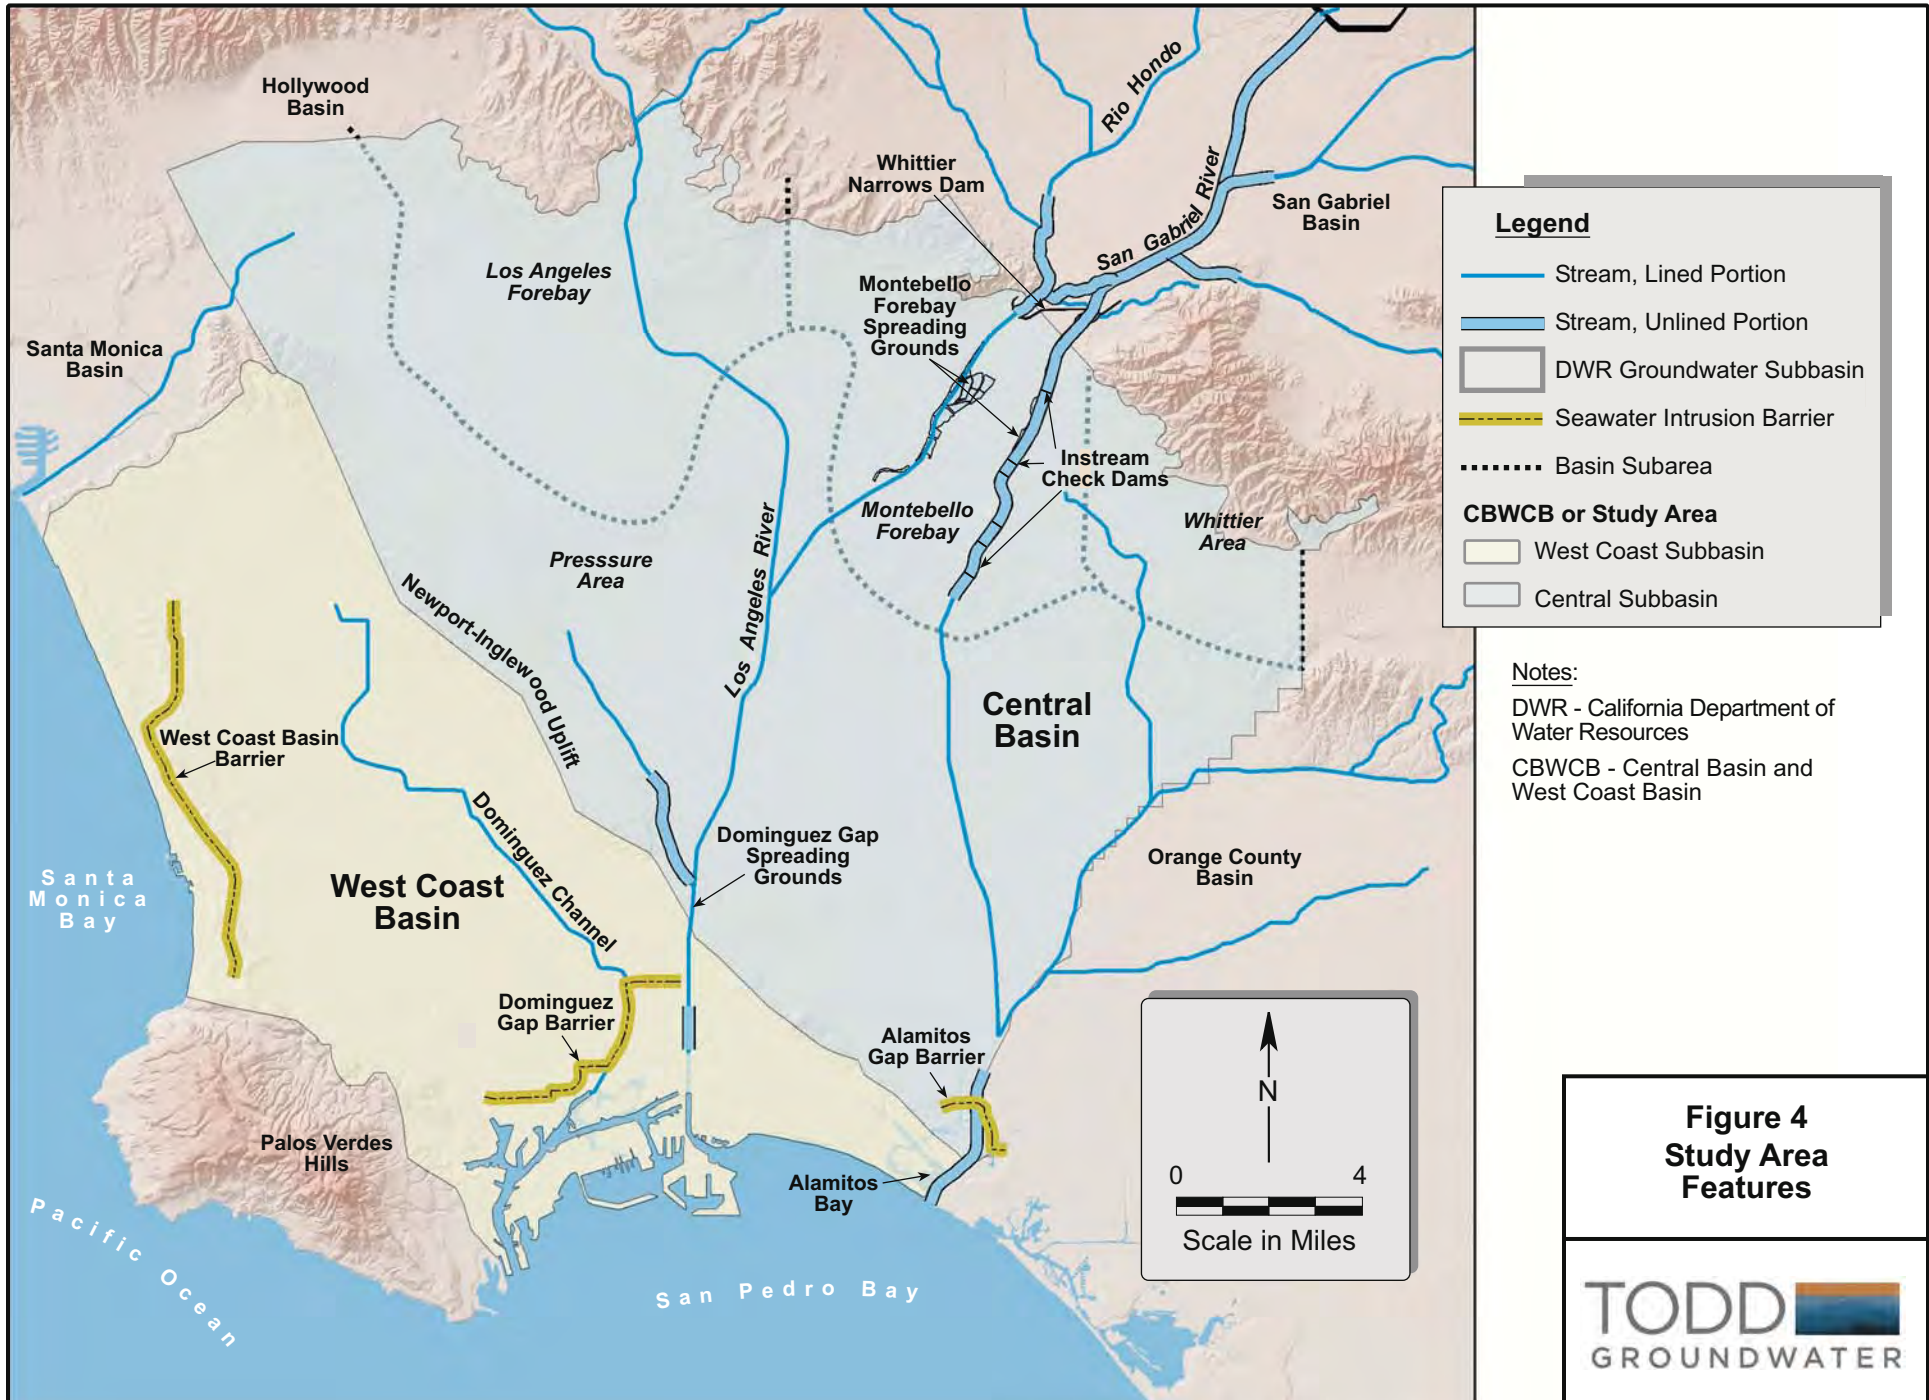 Hollywood
Basin
Rio Hondo
Whittier
Narrows Dam
San Gabriel River
San Gabriel
Basin
Los Angeles
Forebay
Montebello
Forebay
Spreading
Grounds
Santa Monica
Basin
Instream
Check Dams
Montebello
Forebay
Whittier
Area
Presssure
Area
Los Angeles River
Newport-Inglewood Uplift
Central
Basin
West Coast Basin
Barrier
Dominguez Channel
Dominguez Gap
Spreading
Grounds
Orange County
Basin
Santa
Monica
Bay
West Coast
Basin
Dominguez
Gap Barrier
Alamitos
Gap Barrier
Palos Verdes
Hills
Alamitos
Bay
Pacific Ocean
San Pedro Bay
N
0 4
Scale in Miles
Legend
Stream, Lined Portion
Stream, Unlined Portion
DWR Groundwater Subbasin
Seawater Intrusion Barrier
Basin Subarea
CBWCB or Study Area
West Coast Subbasin
Central Subbasin
Notes:
DWR - California Department of
Water Resources
CBWCB - Central Basin and
West Coast Basin
Figure 4
Study Area
Features
TODD
GROUNDWATER